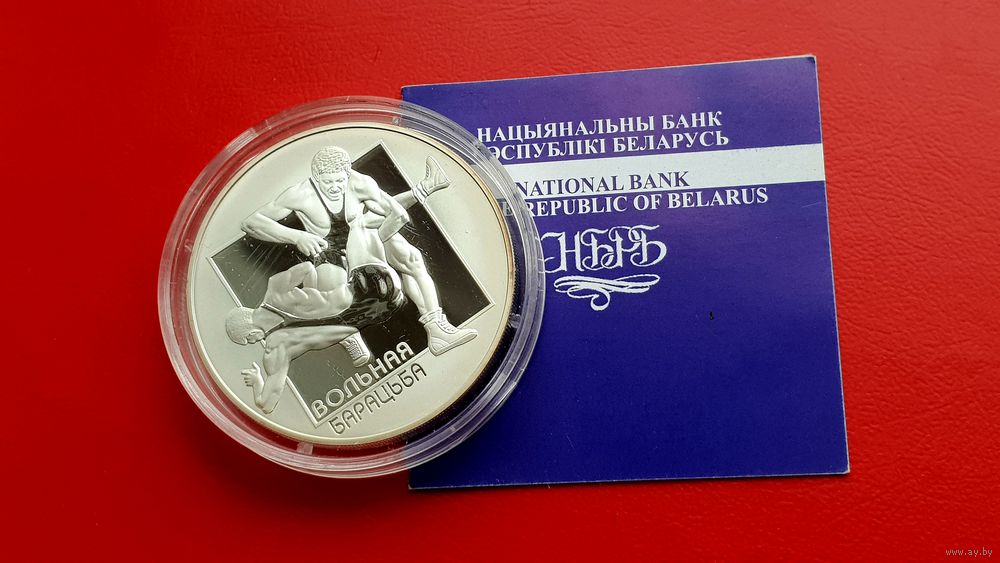 НАЦЫЯНАЛЬНЫ БАНК
ЭСПУБЛІКІ БЕЛАРУСЬ
NATIONAL BANK
REPUBLIC OF BELARUS
НБРБ
ВОЛЬНАЯ
БАРАЦЬБА
www.ay.by